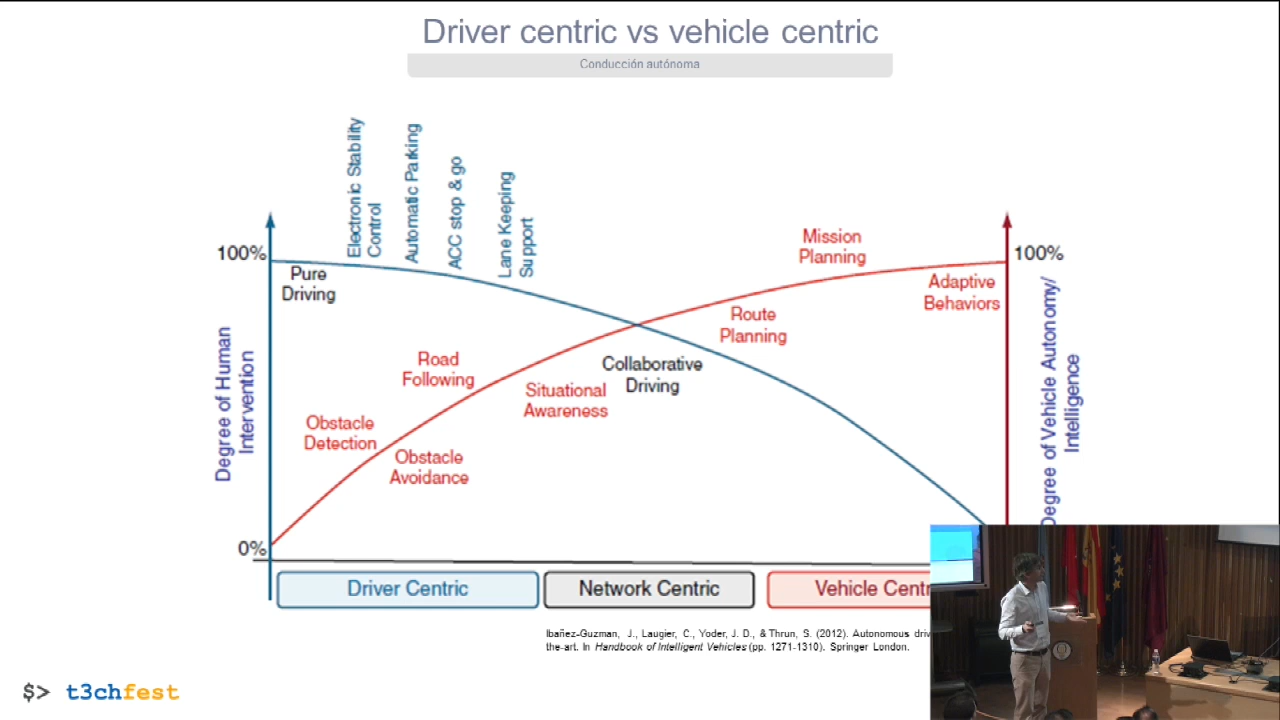 Driver centric vs vehicle centric
Conducción autónoma
Electronic Stability
Control
Automatic Parking
ACC stop & go
Lane Keeping
Support
100%
Pure
Driving
Degree of Human
Intervention
0%
Obstacle
Detection
Road
Following
Obstacle
Avoidance
Situational
Awareness
Collaborative
Driving
Route
Planning
Mission
Planning
Adaptive
Behaviors
100%
Degree of Vehicle Autonomy/
Intelligence
Driver Centric
Network Centric
Vehicle Centr
Ibañez-Guzman, J., Laugier, C., Yoder, J. D., & Thrun, S. (2012). Autonomous driv
the-art. In Handbook of Intelligent Vehicles (pp. 1271-1310). Springer London.
$> t3chfest